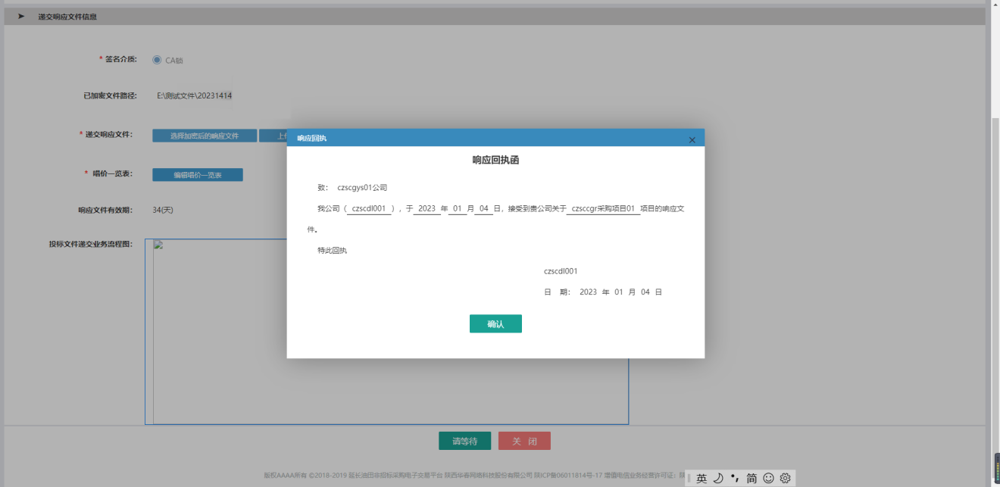 递交响应文件信息
* 签名介质: CA锁
已加密文件路径: E:\测试文件\20231414
* 递交响应文件: 选择加密后的响应文件 上
响应回执 ×
响应回执函
* 唱价一览表: 编辑唱价一览表
致: czscgys01公司
响应文件有效期: 34(天)
我公司（ czscdl001 ），于 2023 年 01 月 04 日，接受到贵公司关于 czsccgr采购项目01 项目的响应文
件。
投标文件递交业务流程图:
特此回执
czscdl001
日 期: 2023 年 01 月 04 日
确认
请等待 关 闭
版权AAAA所有 ©2018-2019 延长油田非招标采购电子交易平台 陕西华春网络科技股份有限公司 陕ICP备06011814号-17 增值电信业务经营许可证: 陕
英 简